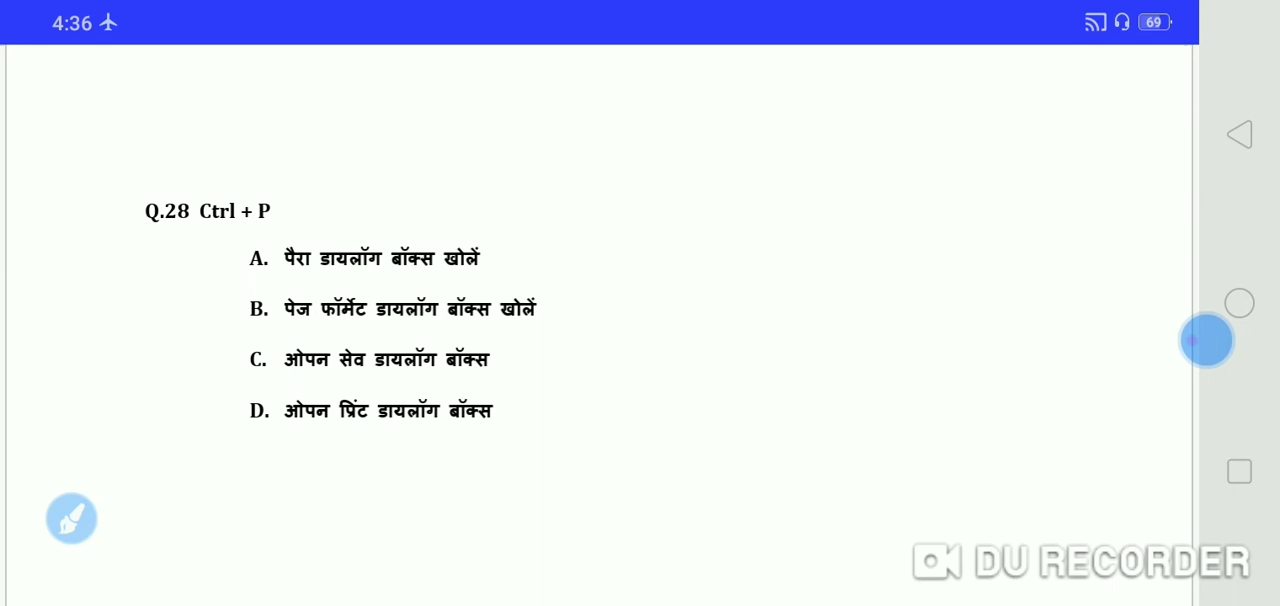 4:36
69
Q.28 Ctrl + P
A. पैरा डायलॉग बॉक्स खोलें
B. पेज फॉर्मेट डायलॉग बॉक्स खोलें
C. ओपन सेव डायलॉग बॉक्स
D. ओपन प्रिंट डायलॉग बॉक्स
DU RECORDER